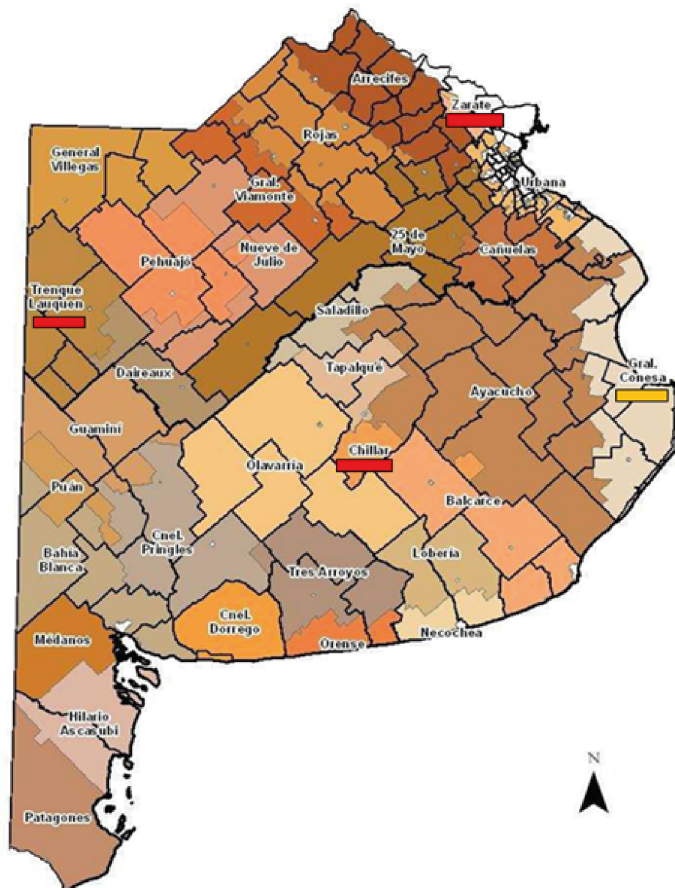 Arrecifes
Zarate
Rojas
General
Villegas
Gral.
Viamonte
Urbana
25 de
Mayo
Cañuelas
Nueve de
Julio
Pehuajó
Trenque
Lauquen
Saladillo
Daireaux
Tapalqué
Ayacucho
Gral.
Conesa
Guaminí
Chillar
Olavarría
Puán
Balcarce
Cnel.
Pringles
Bahía
Blanca
Lobería
Tres Arroyos
Cnel.
Dorrego
Médanos
Necochea
Orense
Hilario
Ascasubi
N
Patagones